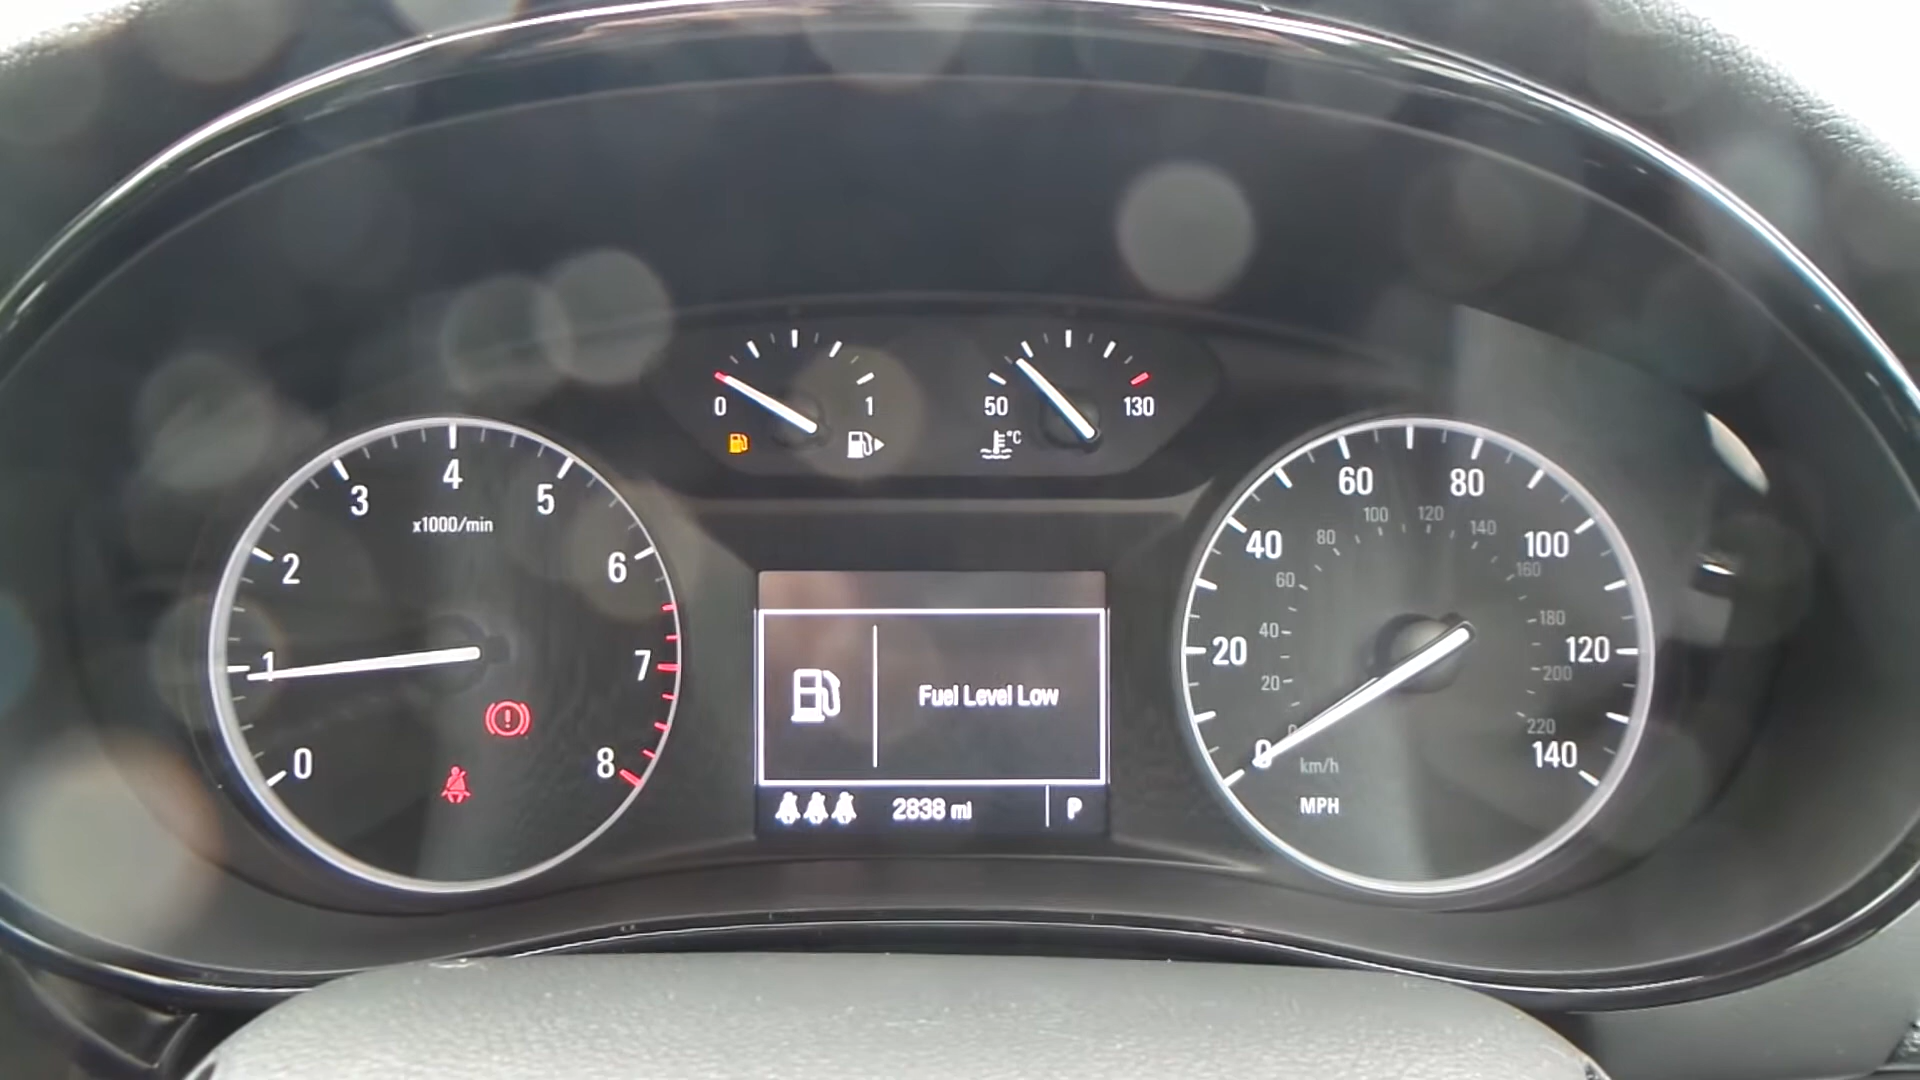 0 1
50 130
°C
0 1 2 3 4 5 6 7 8
x1000/min
Fuel Level Low
2838 mi P
0 20 40 60 80 100 120 140
0 20 40 60 80 100 120 140 160 180 200 220
km/h
MPH